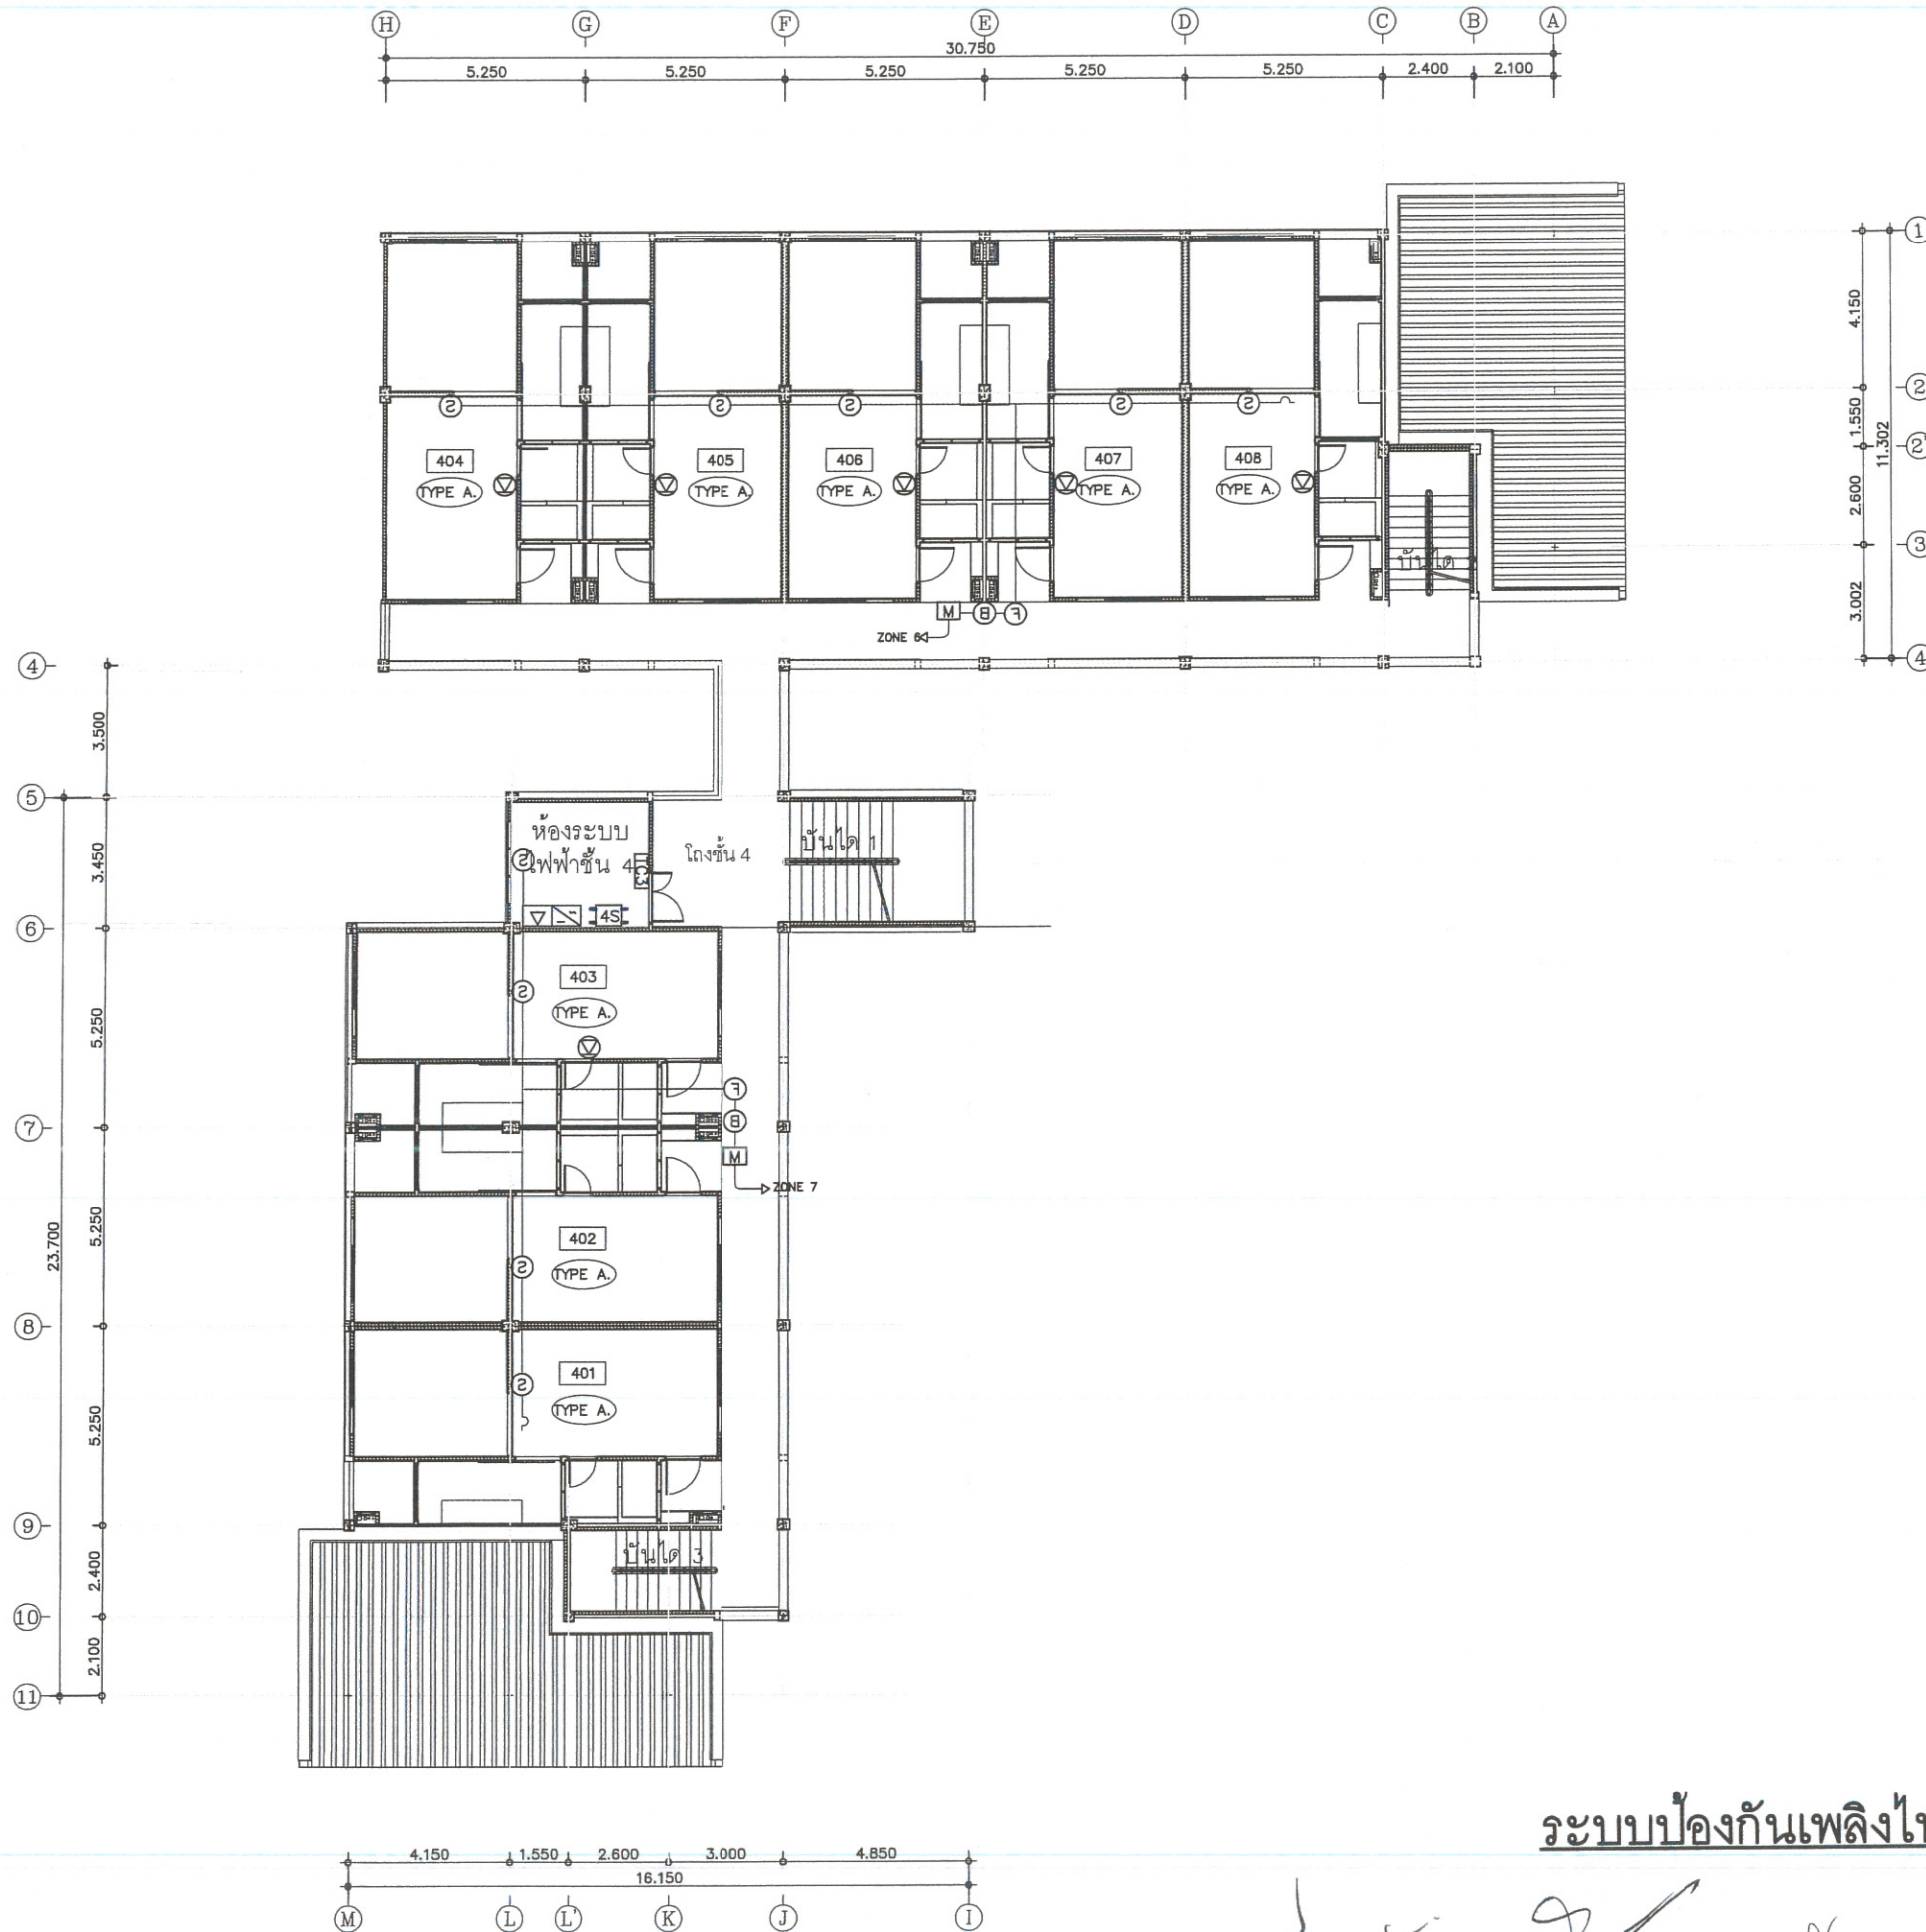 H G F E D C B A
30.750
5.250 5.250 5.250 5.250 5.250 2.400 2.100
1
4.150
2
1.550
11.302
2'
2.600
3
3.002
4
S S S S S
404 405 406 407 408
TYPE A. TYPE A. TYPE A. TYPE A. TYPE A.
บันได
M B F
ZONE 6
4
3.500
5
ห้องระบบ
ไฟฟ้าชั้น 4
TC3
โถงชั้น 4
บันได 1
3.450
S
4S
6
403
S
TYPE A.
5.250
F
B
7
M
ZONE 7
5.250
23.700
402
S
TYPE A.
8
401
S
TYPE A.
5.250
9
บันได 3
2.400
10
2.100
11
ระบบป้องกันเพลิงไ
4.150 1.550 2.600 3.000 4.850
16.150
M L L' K J I